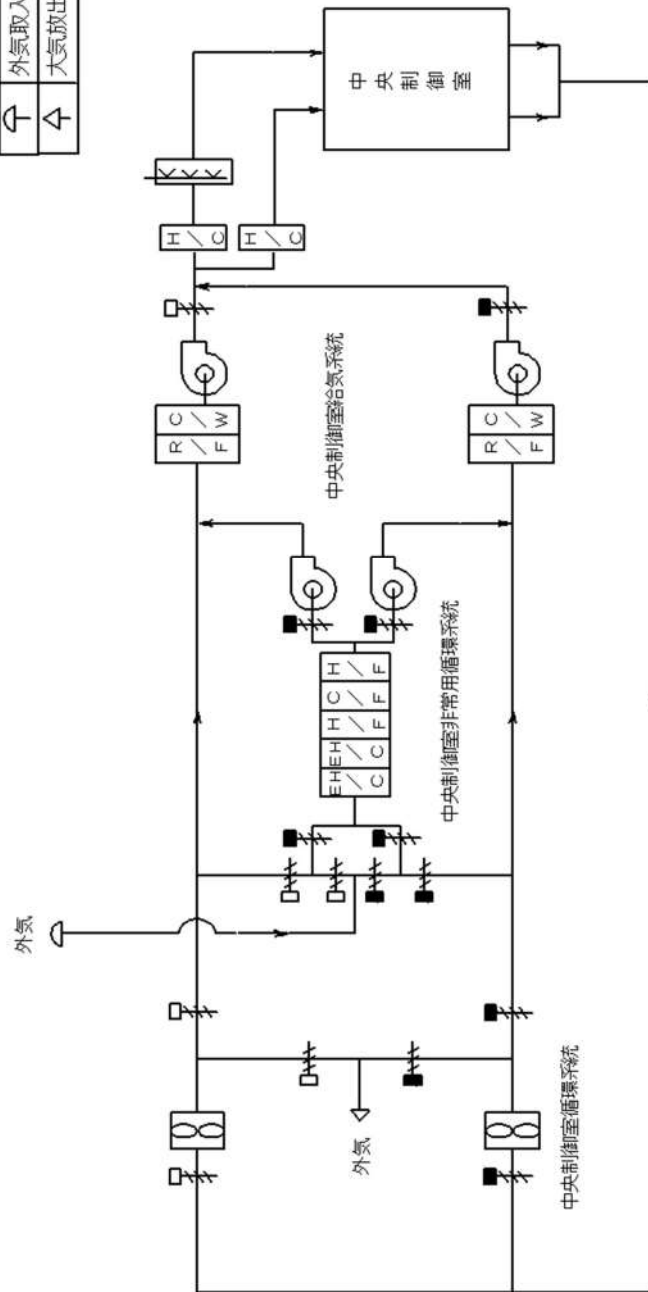 外気取入
大気放出
中央制御室
H/C
H/C
R/F
C/W
中央制御室給気系統
R/F
C/W
EH/C
EH/C
H/F
C/F
H/F
中央制御室非常用循環系統
外気
外気
中央制御室循環系統